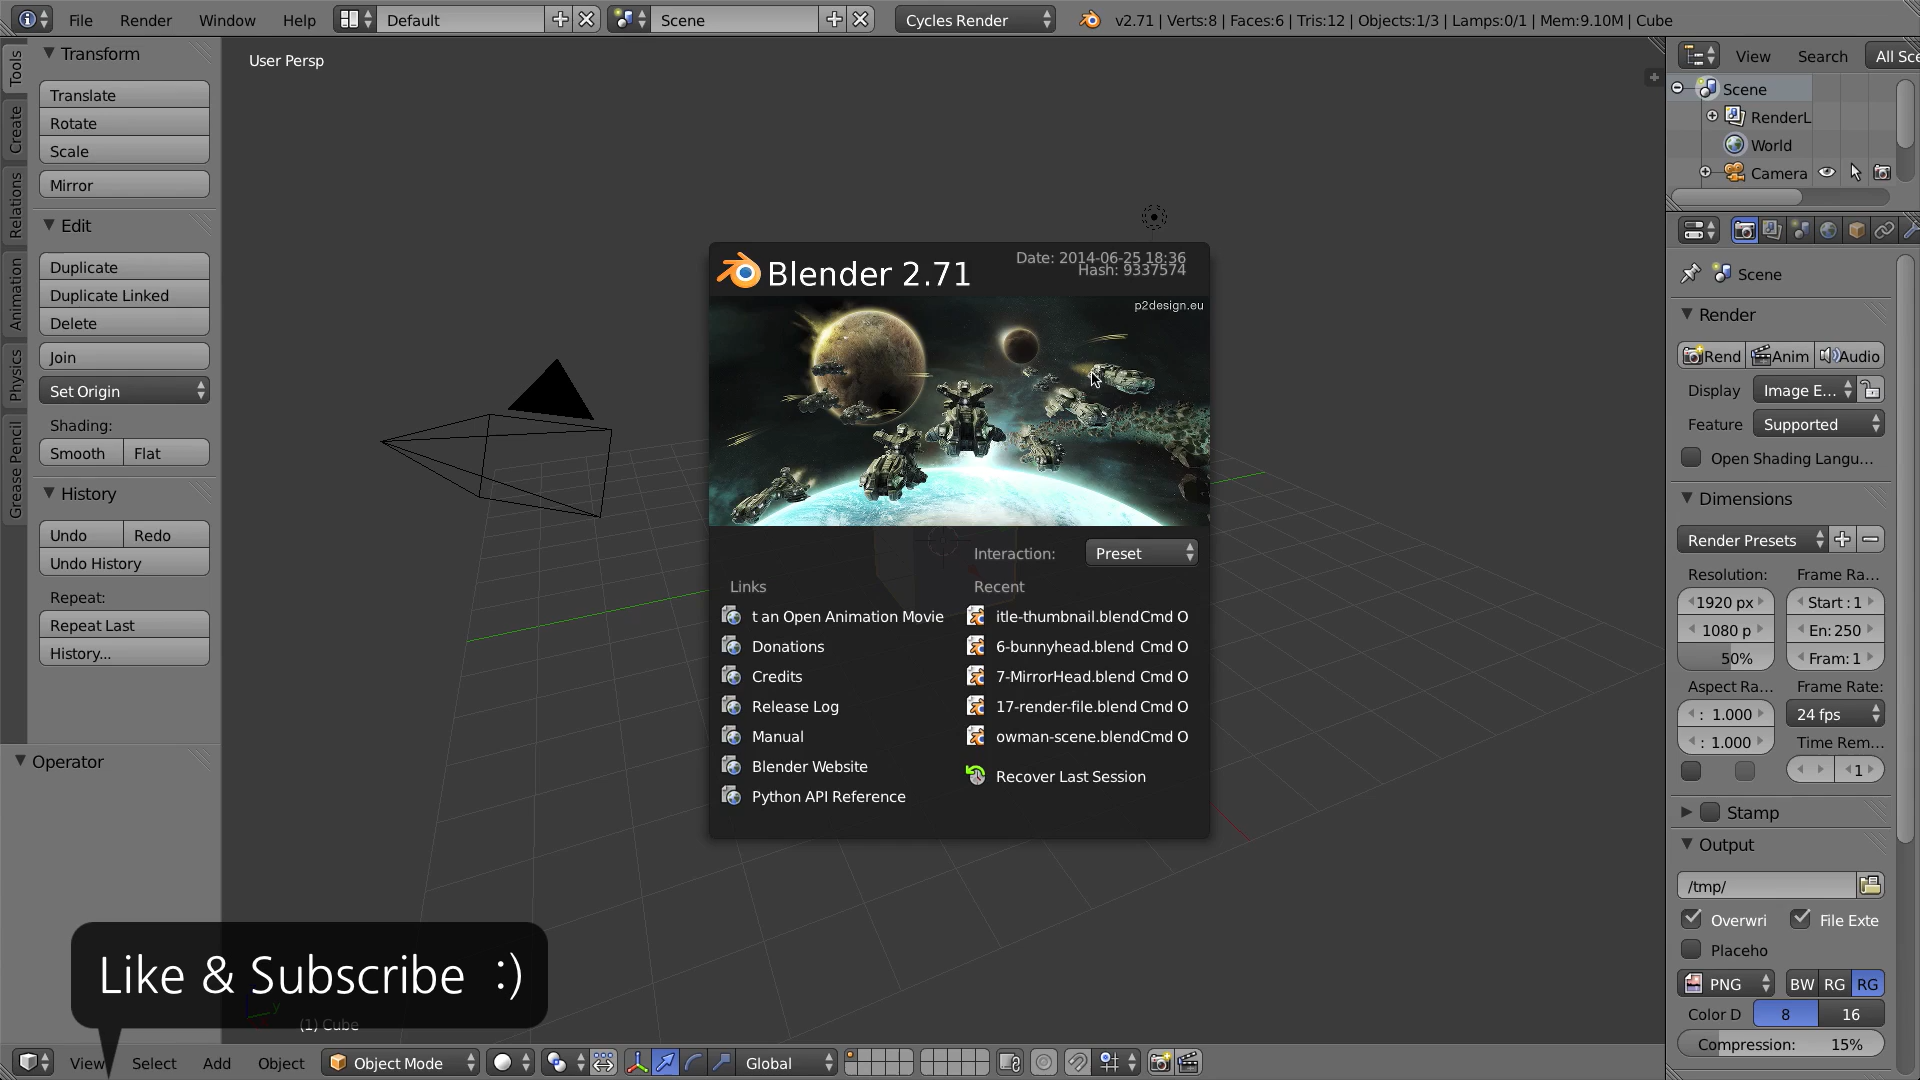 File Render Window Help Default Scene Cycles Render v2.71 | Verts:8 | Faces:6 | Tris:12 | Objects:1/3 | Lamps:0/1 | Mem:9.10M | Cube
Tools
Create
Relations
Animation
Physics
Grease Pencil
Transform
Translate
Rotate
Scale
Mirror
Edit
Duplicate
Duplicate Linked
Delete
Join
Set Origin
Shading:
Smooth Flat
History
Undo Redo
Undo History
Repeat:
Repeat Last
History...
Operator
User Persp
Blender 2.71
Date: 2014-06-25 18:36
Hash: 9337574
p2design.eu
Interaction: Preset
Links
t an Open Animation Movie
Donations
Credits
Release Log
Manual
Blender Website
Python API Reference
Recent
itle-thumbnail.blendCmd O
6-bunnyhead.blend Cmd O
7-MirrorHead.blend Cmd O
17-render-file.blend Cmd O
owman-scene.blendCmd O
Recover Last Session
Like & Subscribe :)
y
(1) Cube
View Select Add Object Object Mode Global
View Search All Sce
Scene
RenderL
World
Camera
Scene
Render
Rend Anim Audio
Display Image E...
Feature Supported
Open Shading Langu...
Dimensions
Render Presets
Resolution: Frame Ra...
1920 px Start : 1
1080 p En: 250
50% Fram: 1
Aspect Ra... Frame Rate:
: 1.000 24 fps
: 1.000 Time Rem...
1
Stamp
Output
/tmp/
Overwri File Exte
Placeho
PNG BW RG RG
Color D 8 16
Compression: 15%